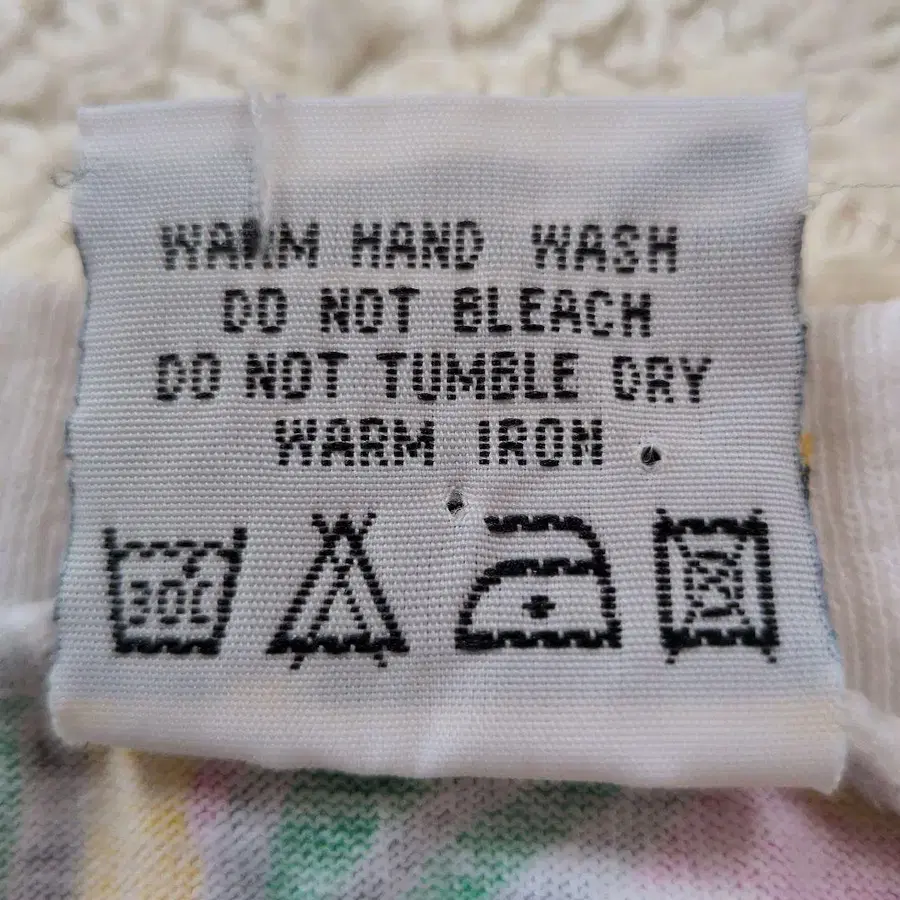 WARM HAND WASH
DO NOT BLEACH
DO NOT TUMBLE DRY
WARM IRON
30C